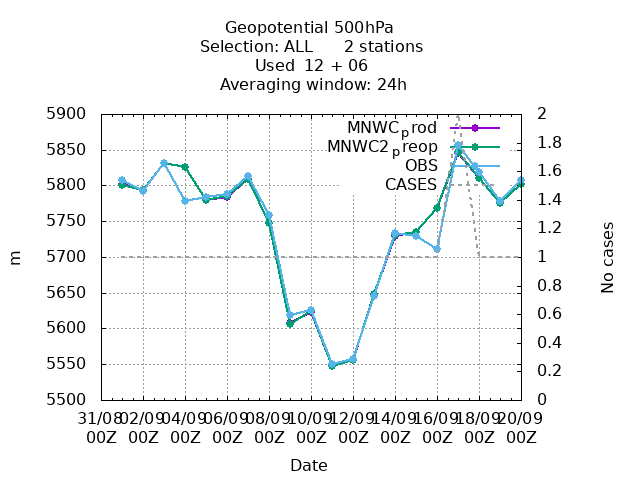 Geopotential 500hPa
Selection: ALL 2 stations
Used 12 + 06
Averaging window: 24h
5900
5850
5800
5750
5700
5650
5600
5550
5500
2
1.8
1.6
1.4
1.2
1
0.8
0.6
0.4
0.2
0
MNWCprod
MNWC2preop
OBS
CASES
m
No cases
31/08 02/09 04/09 06/09 08/09 10/09 12/09 14/09 16/09 18/09 20/09
00Z 00Z 00Z 00Z 00Z 00Z 00Z 00Z 00Z 00Z 00Z
Date